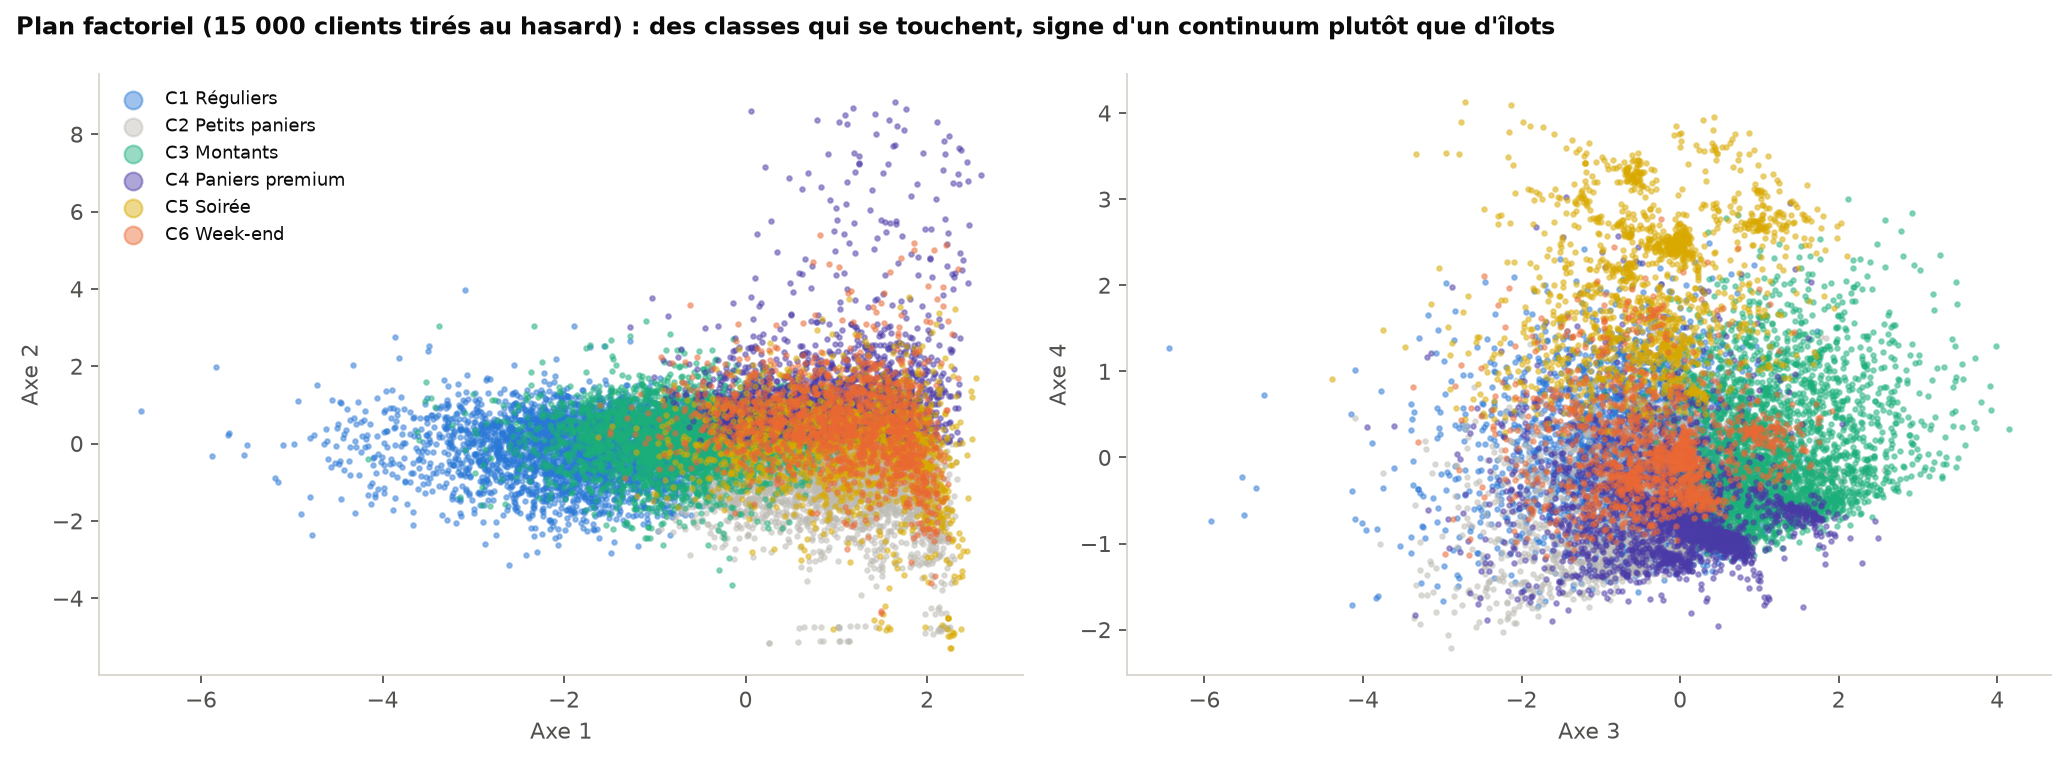 Plan factoriel (15 000 clients tirés au hasard) : des classes qui se touchent, signe d'un continuum plutôt que d'îlots
C1 Réguliers
C2 Petits paniers
C3 Montants
C4 Paniers premium
C5 Soirée
C6 Week-end
8
6
4
2
0
−2
−4
Axe 2
−6
−4
−2
0
2
Axe 1
4
3
2
1
0
−1
−2
Axe 4
−6
−4
−2
0
2
4
Axe 3